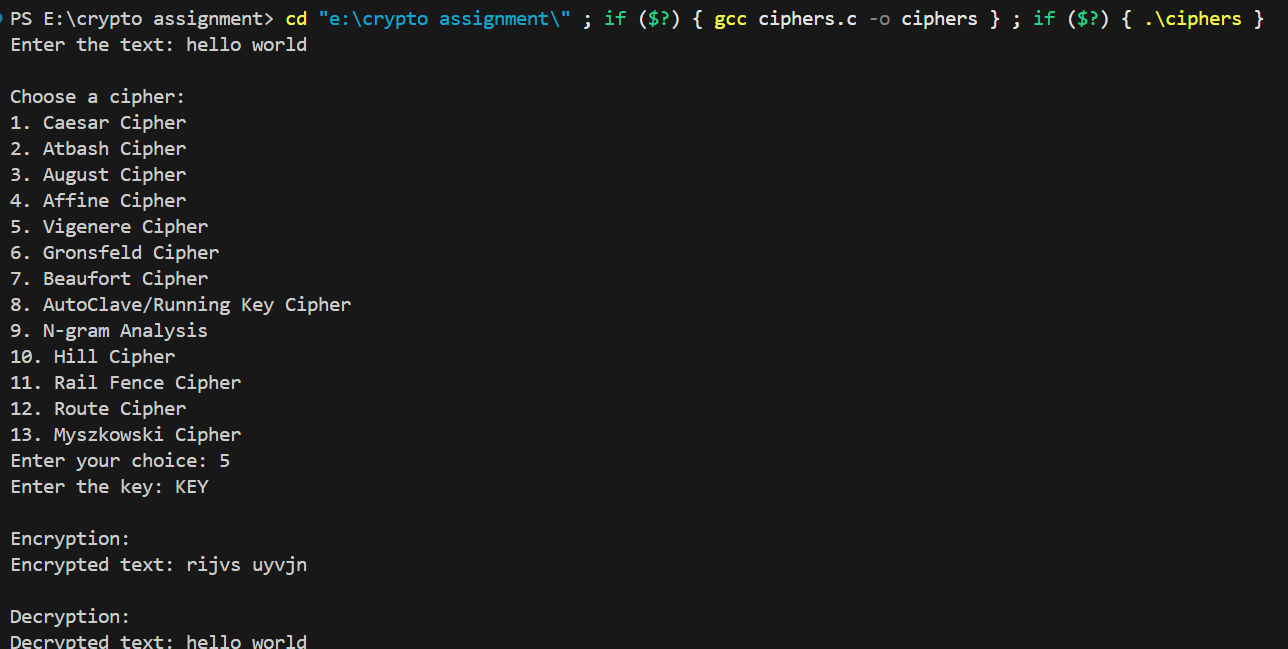 PS E:\crypto assignment> cd "e:\crypto assignment\" ; if ($?) { gcc ciphers.c -o ciphers } ; if ($?) { .\ciphers }
Enter the text: hello world
Choose a cipher:
1. Caesar Cipher
2. Atbash Cipher
3. August Cipher
4. Affine Cipher
5. Vigenere Cipher
6. Gronsfeld Cipher
7. Beaufort Cipher
8. AutoClave/Running Key Cipher
9. N-gram Analysis
10. Hill Cipher
11. Rail Fence Cipher
12. Route Cipher
13. Myszkowski Cipher
Enter your choice: 5
Enter the key: KEY
Encryption:
Encrypted text: rijvs uyvjn
Decryption:
Decrypted text: hello world